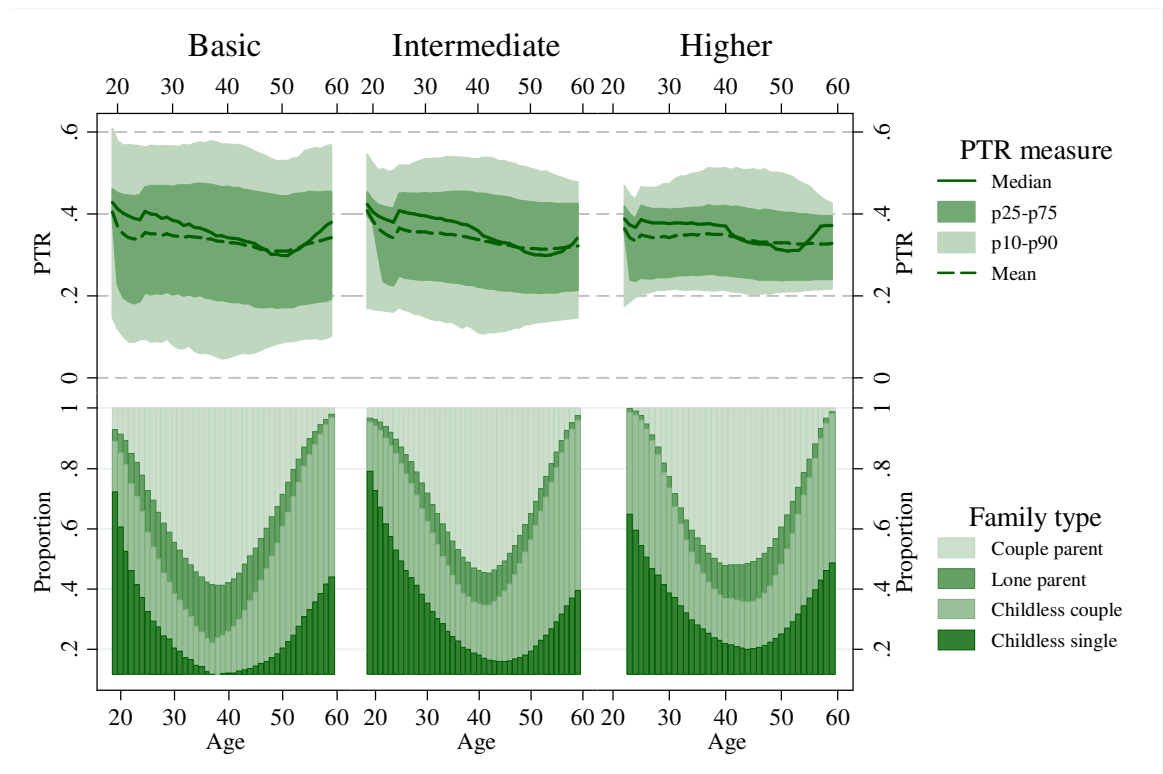 Basic Intermediate Higher
20 30 40 50 60 20 30 40 50 60 20 30 40 50 60
PTR
.6
.4
.2
0
PTR
.6
.4
.2
0
PTR measure
Median
p25-p75
p10-p90
Mean
Proportion
1
.8
.6
.4
.2
Proportion
1
.8
.6
.4
.2
Family type
Couple parent
Lone parent
Childless couple
Childless single
20 30 40 50 60 20 30 40 50 60 20 30 40 50 60
Age Age Age